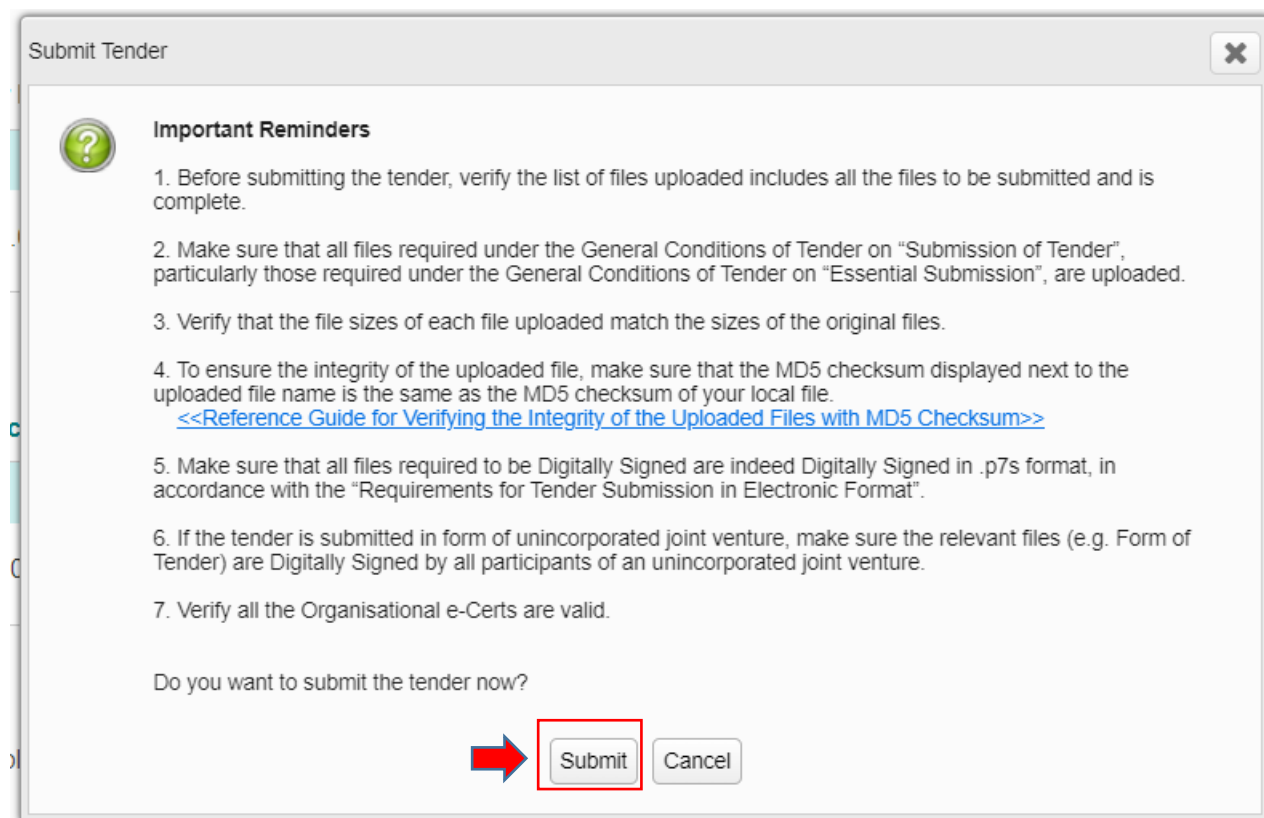 Submit Tender
Important Reminders
1. Before submitting the tender, verify the list of files uploaded includes all the files to be submitted and is
complete.
2. Make sure that all files required under the General Conditions of Tender on “Submission of Tender”,
particularly those required under the General Conditions of Tender on “Essential Submission”, are uploaded.
3. Verify that the file sizes of each file uploaded match the sizes of the original files.
4. To ensure the integrity of the uploaded file, make sure that the MD5 checksum displayed next to the
uploaded file name is the same as the MD5 checksum of your local file.
<<Reference Guide for Verifying the Integrity of the Uploaded Files with MD5 Checksum>>
5. Make sure that all files required to be Digitally Signed are indeed Digitally Signed in .p7s format, in
accordance with the “Requirements for Tender Submission in Electronic Format”.
6. If the tender is submitted in form of unincorporated joint venture, make sure the relevant files (e.g. Form of
Tender) are Digitally Signed by all participants of an unincorporated joint venture.
7. Verify all the Organisational e-Certs are valid.
Do you want to submit the tender now?
Submit Cancel